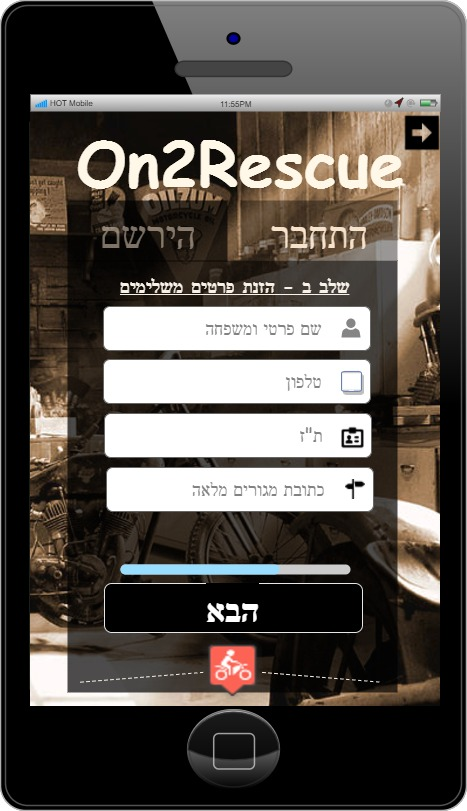 HOT Mobile 11:55PM
On2Rescue
התחבר הירשם
שלב ב - הזנת פרטים משלימים
שם פרטי ומשפחה
טלפון
ת"ז
כתובת מגורים מלאה
הבא